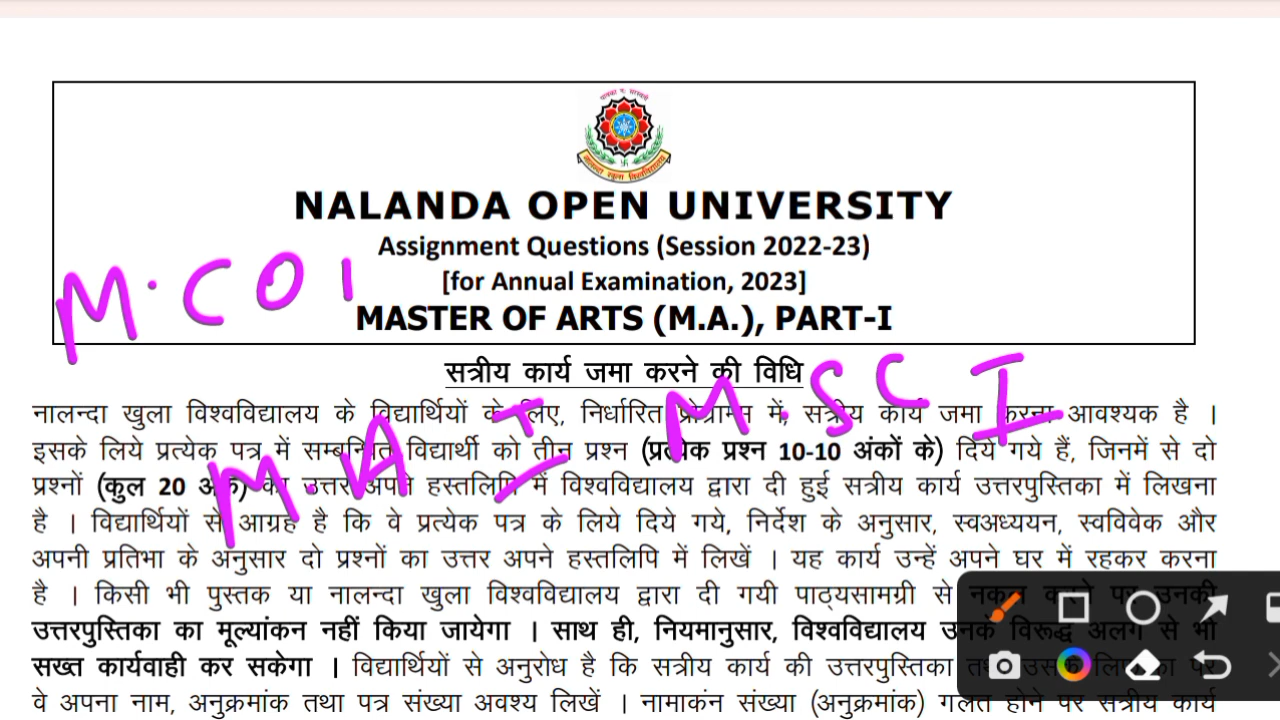 NALANDA OPEN UNIVERSITY
Assignment Questions (Session 2022-23)
[for Annual Examination, 2023]
M.COI
MASTER OF ARTS (M.A.), PART-I
सत्रीय कार्य जमा करने की विधि
M.SC I
नालन्दा खुला विश्वविद्यालय के विद्यार्थियों के लिए, निर्धारित प्रोग्राम्स में, सत्रीय कार्य जमा करना आवश्यक है ।
M.A I
इसके लिये प्रत्येक पत्र में सम्बन्धित विद्यार्थी को तीन प्रश्न (प्रत्येक प्रश्न 10-10 अंकों के) दिये गये हैं, जिनमें से दो
प्रश्नों (कुल 20 अंक) का उत्तर अपने हस्तलिपि में विश्वविद्यालय द्वारा दी हुई सत्रीय कार्य उत्तरपुस्तिका में लिखना
है । विद्यार्थियों से आग्रह है कि वे प्रत्येक पत्र के लिये दिये गये, निर्देश के अनुसार, स्वअध्ययन, स्वविवेक और
अपनी प्रतिभा के अनुसार दो प्रश्नों का उत्तर अपने हस्तलिपि में लिखें । यह कार्य उन्हें अपने घर में रहकर करना
है । किसी भी पुस्तक या नालन्दा खुला विश्वविद्यालय द्वारा दी गयी पाठ्यसामग्री से नकल करने पर उनकी
उत्तरपुस्तिका का मूल्यांकन नहीं किया जायेगा । साथ ही, नियमानुसार, विश्वविद्यालय उनके विरूद्ध अलग से भी
सख्त कार्यवाही कर सकेगा । विद्यार्थियों से अनुरोध है कि सत्रीय कार्य की उत्तरपुस्तिका तथा उसके पर
वे अपना नाम, अनुक्रमांक तथा पत्र संख्या अवश्य लिखें । नामाकंन संख्या (अनुक्रमांक) गलत होने पर सत्रीय कार्य